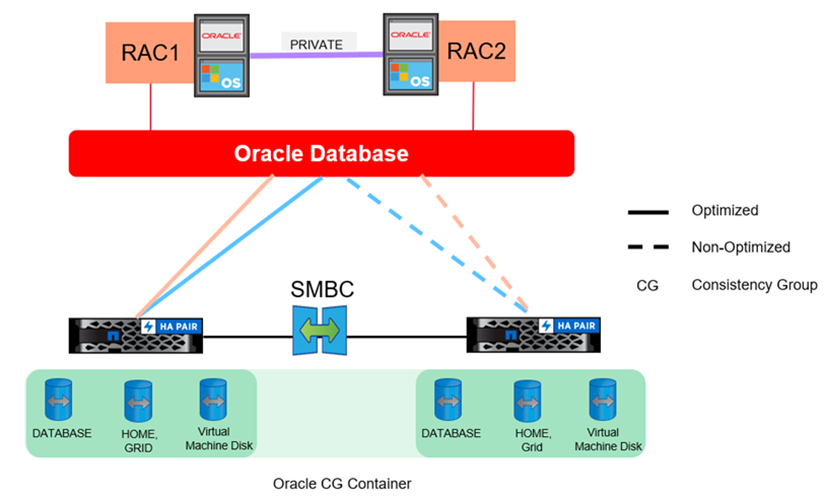 RAC1
ORACLE
OS
PRIVATE
ORACLE
OS
RAC2
Oracle Database
Optimized
Non-Optimized
CG Consistency Group
SMBC
HA PAIR
HA PAIR
DATABASE
HOME,
GRID
Virtual
Machine Disk
DATABASE
HOME,
Grid
Virtual
Machine Disk
Oracle CG Container